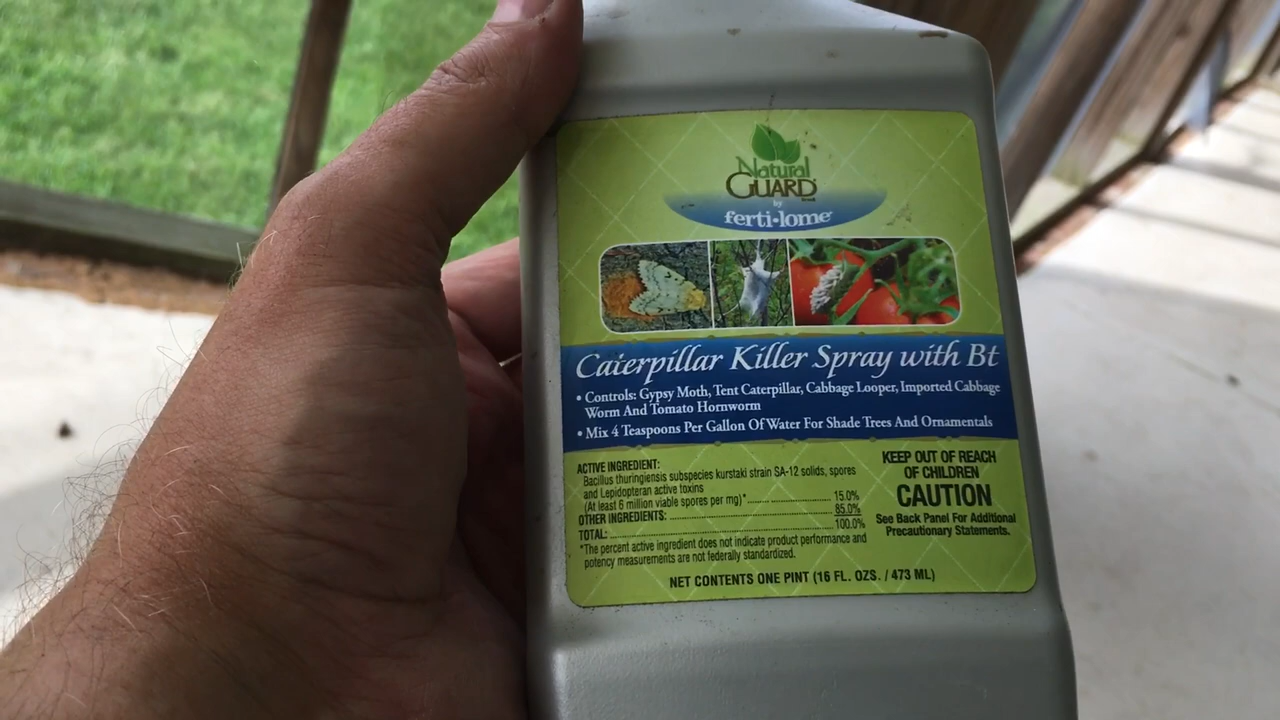 Natural
GUARD
by
ferti•lome
Caterpillar Killer Spray with Bt
• Controls: Gypsy Moth, Tent Caterpillar, Cabbage Looper, Imported Cabbage
Worm And Tomato Hornworm
• Mix 4 Teaspoons Per Gallon Of Water For Shade Trees And Ornamentals
ACTIVE INGREDIENT:
Bacillus thuringiensis subspecies kurstaki strain SA-12 solids, spores
and Lepidopteran active toxins
(At least 6 million viable spores per mg)* 15.0%
OTHER INGREDIENTS: 85.0%
TOTAL: 100.0%
*The percent active ingredient does not indicate product performance and
potency measurements are not federally standardized.
KEEP OUT OF REACH
OF CHILDREN
CAUTION
See Back Panel For Additional
Precautionary Statements.
NET CONTENTS ONE PINT (16 FL. OZS. / 473 ML)